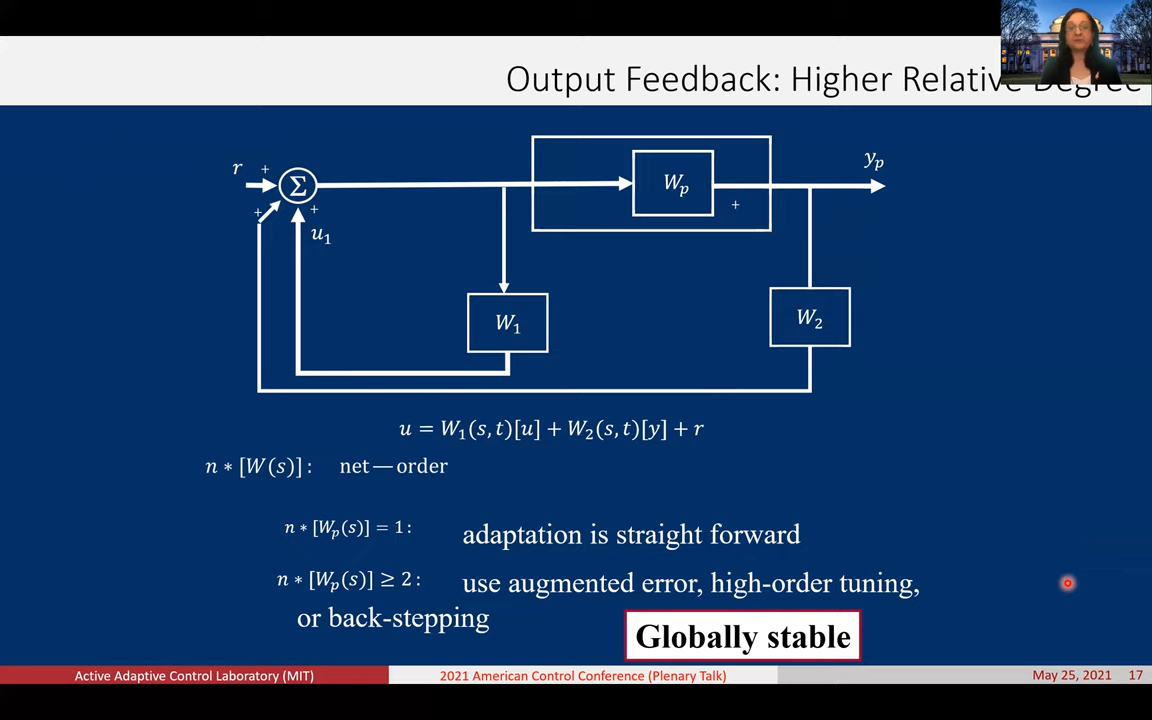 Output Feedback: Higher Relative Degree
r
+
Σ
+
+
u₁
Wₚ
+
yₚ
W₁
W₂
u = W₁(s, t)[u] + W₂(s, t)[y] + r
n * [W(s)]: net—order
n * [Wₚ(s)] = 1: adaptation is straight forward
n * [Wₚ(s)] ≥ 2: use augmented error, high-order tuning,
or back-stepping
Globally stable
Active Adaptive Control Laboratory (MIT)
2021 American Control Conference (Plenary Talk)
May 25, 2021 17